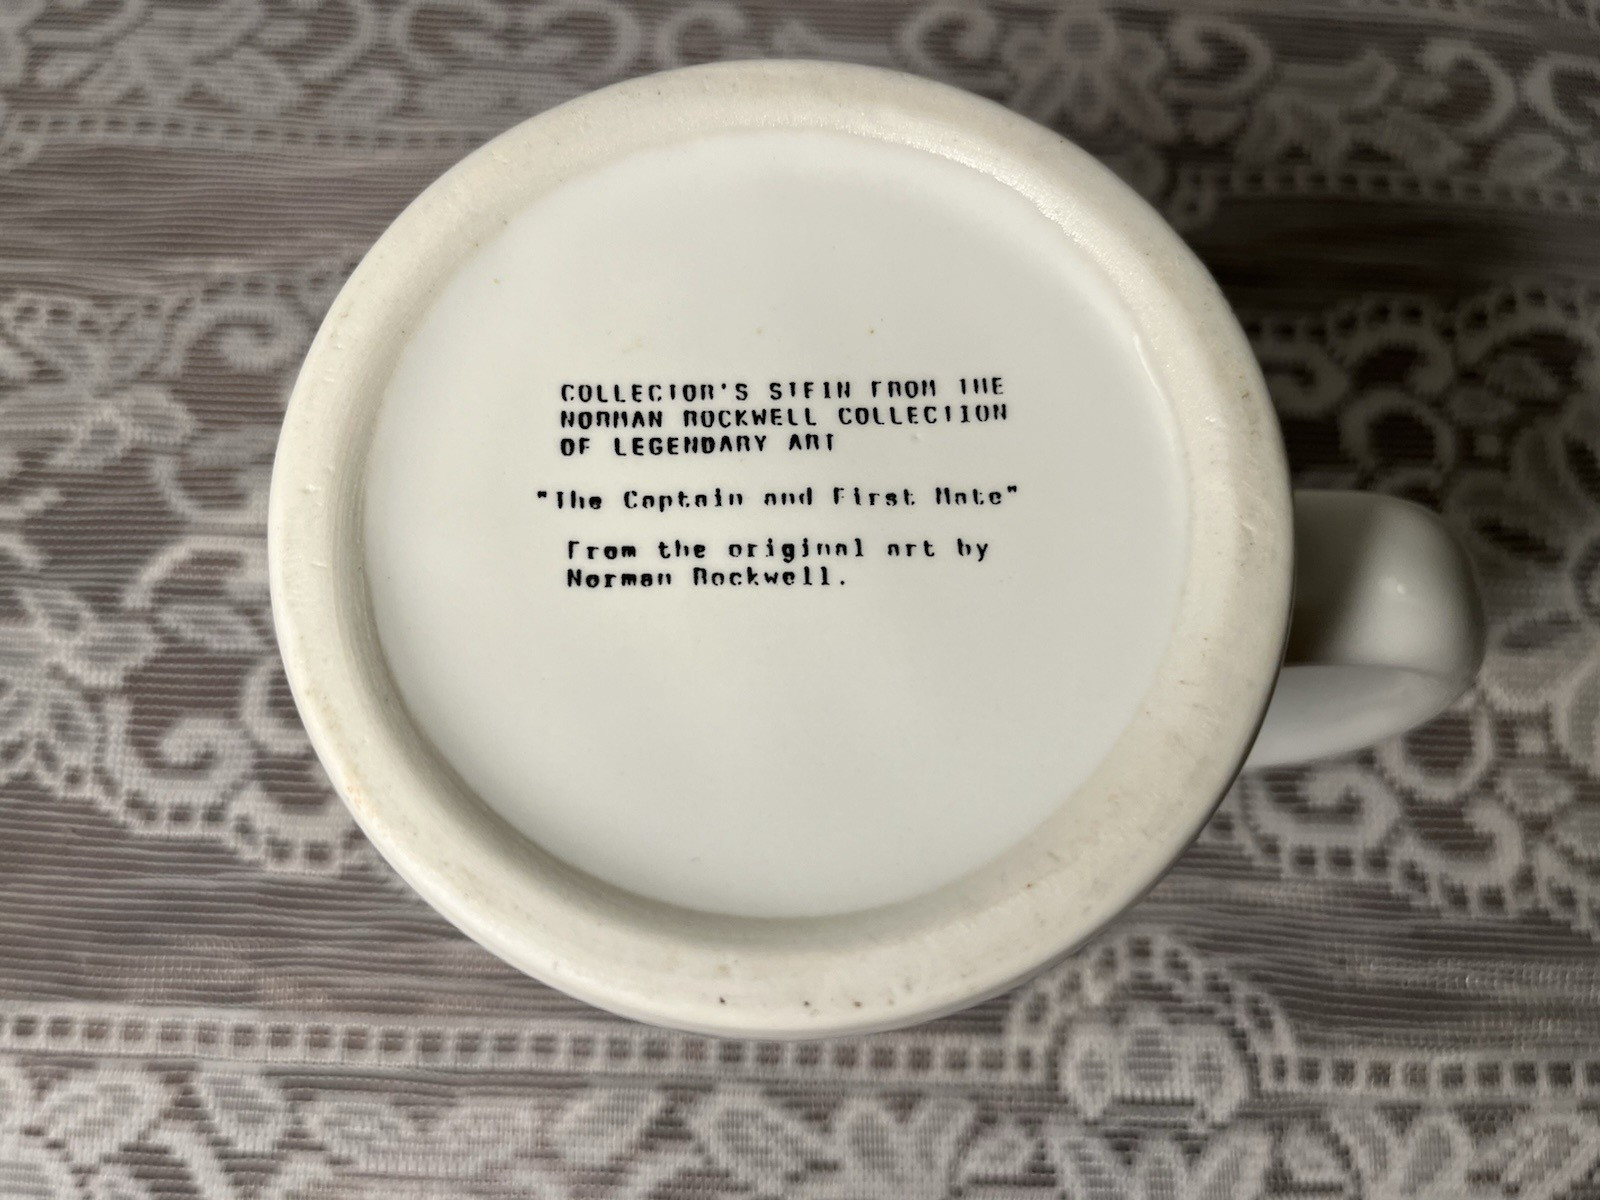 COLLECTOR'S STEIN FROM THE
NORMAN ROCKWELL COLLECTION
OF LEGENDARY ART
"The Captain and First Mate"
From the original art by
Norman Rockwell.